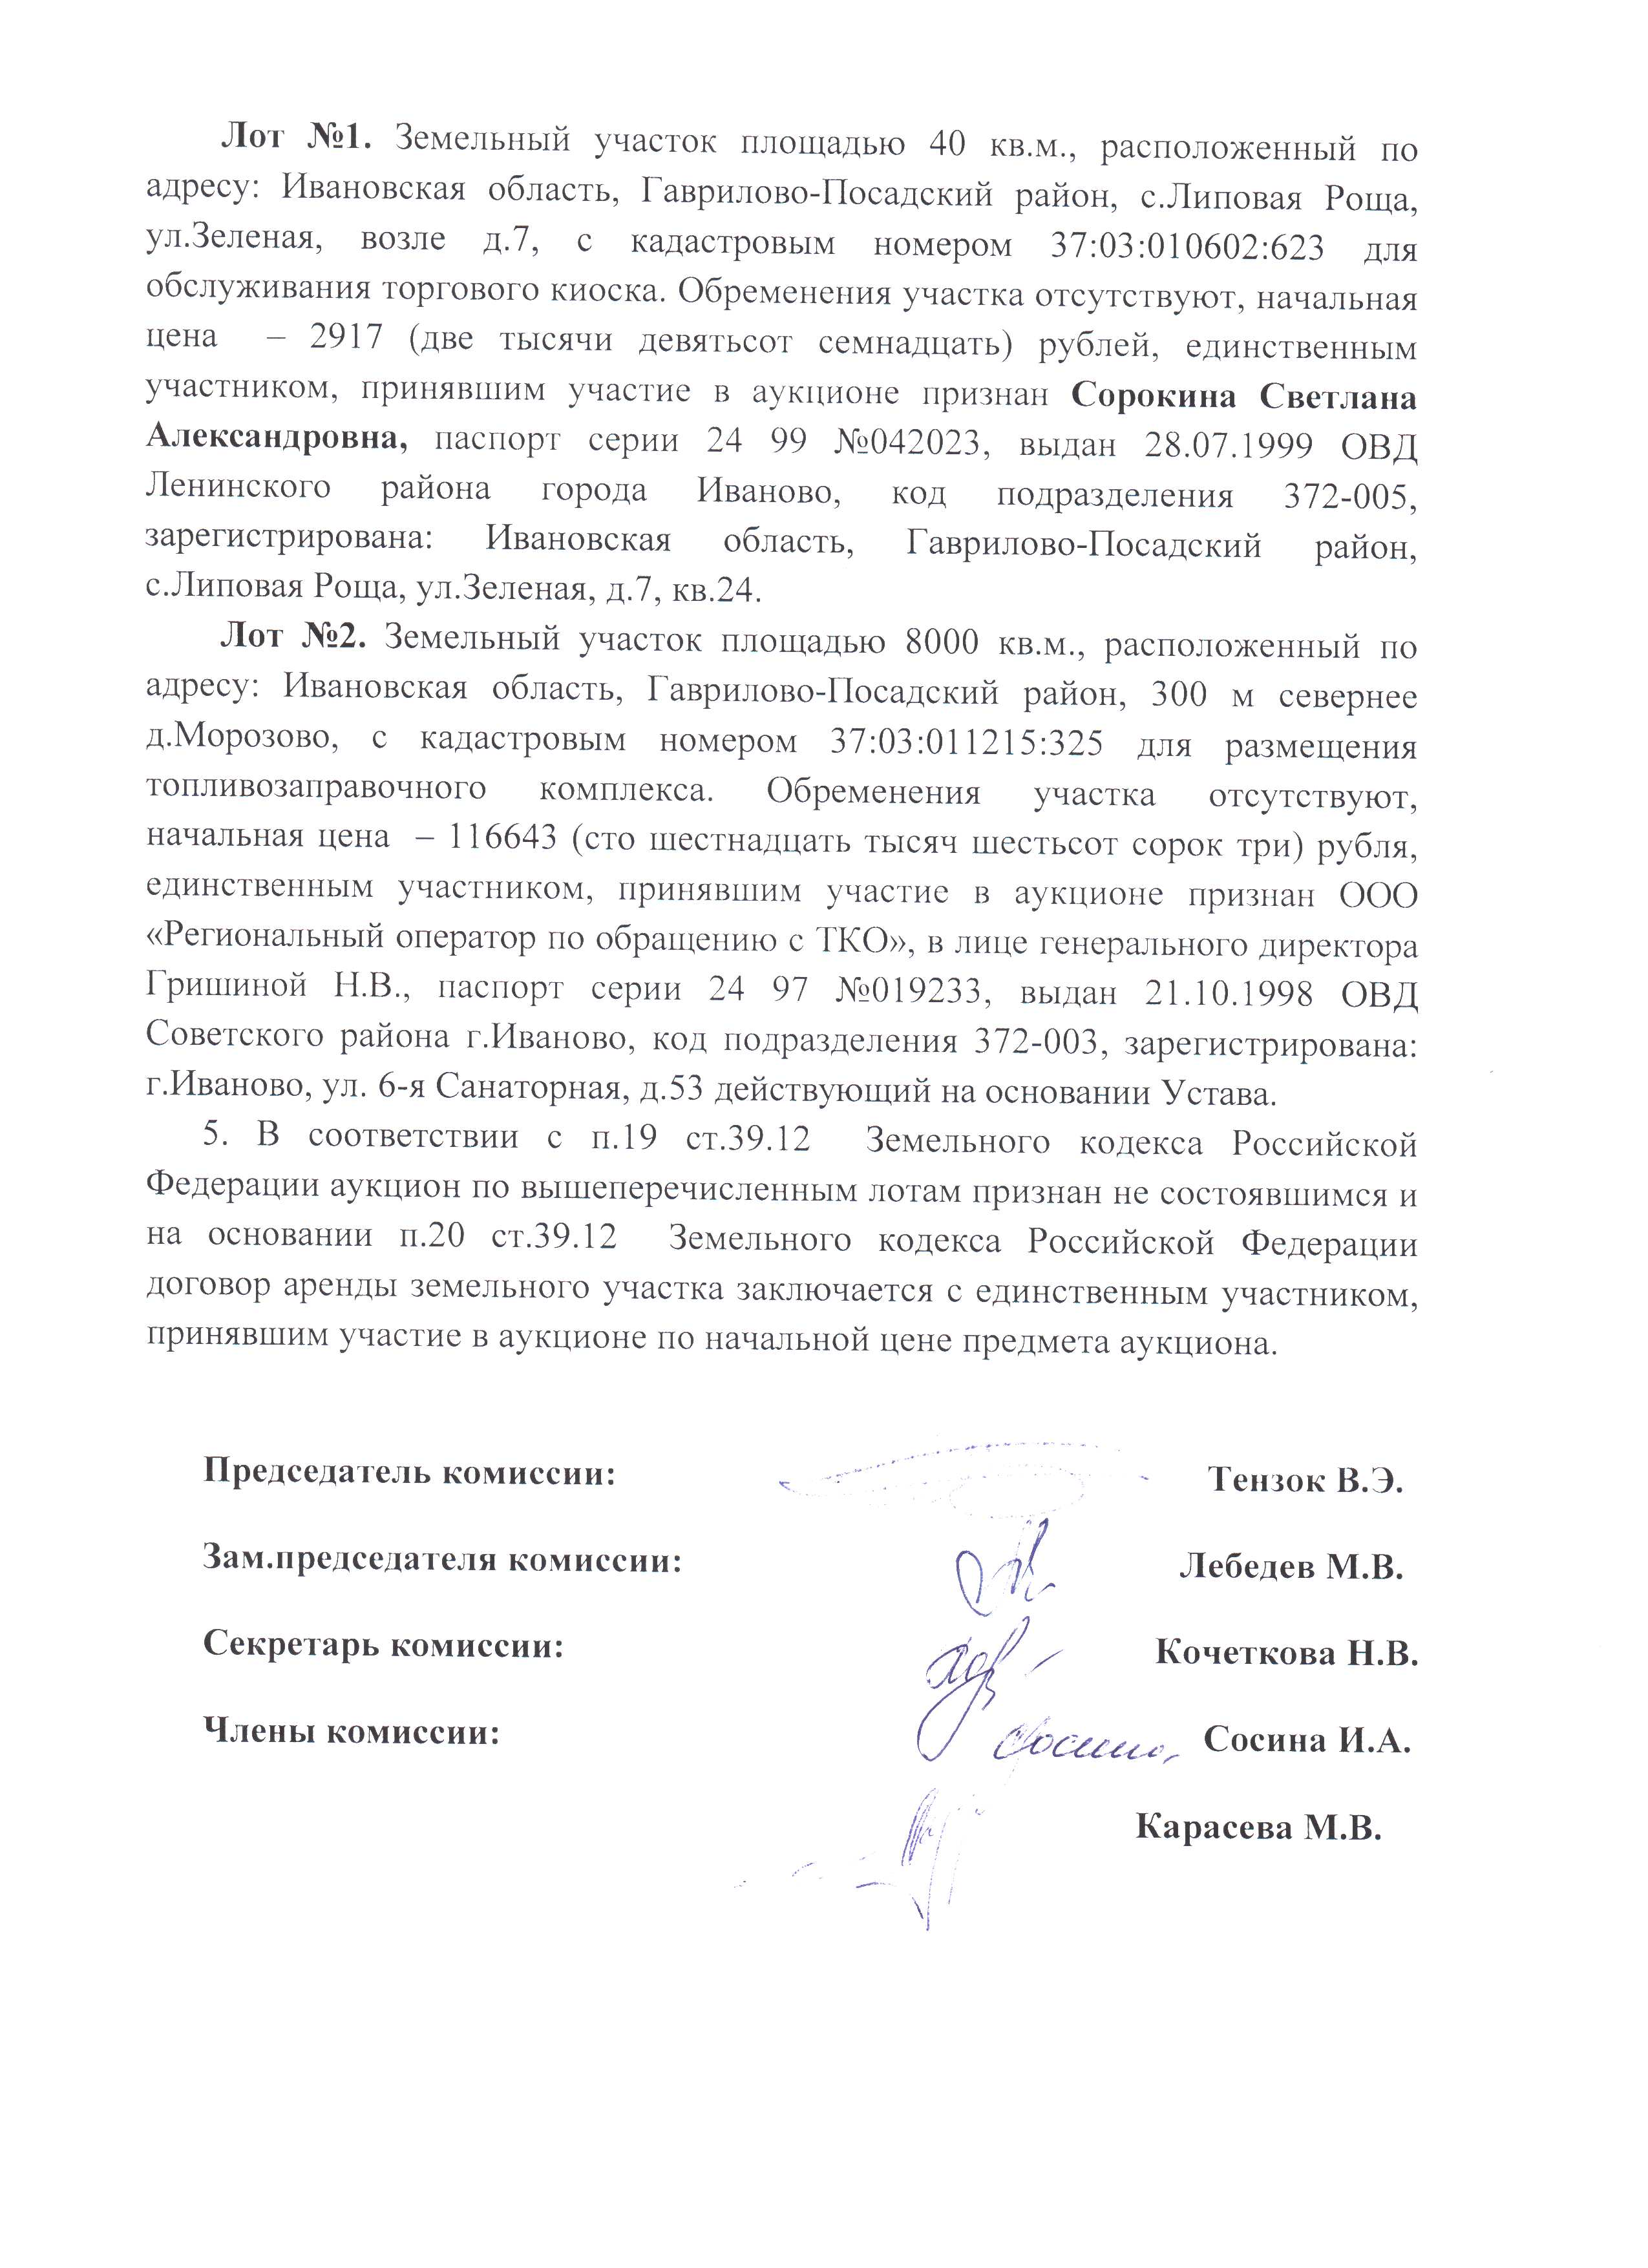 Лот №1. Земельный участок площадью 40 кв.м., расположенный по
адресу: Ивановская область, Гаврилово-Посадский район, с.Липовая Роща,
ул.Зеленая, возле д.7, с кадастровым номером 37:03:010602:623 для
обслуживания торгового киоска. Обременения участка отсутствуют, начальная
цена – 2917 (две тысячи девятьсот семнадцать) рублей, единственным
участником, принявшим участие в аукционе признан Сорокина Светлана
Александровна, паспорт серии 24 99 №042023, выдан 28.07.1999 ОВД
Ленинского района города Иваново, код подразделения 372-005,
зарегистрирована: Ивановская область, Гаврилово-Посадский район,
с.Липовая Роща, ул.Зеленая, д.7, кв.24.
Лот №2. Земельный участок площадью 8000 кв.м., расположенный по
адресу: Ивановская область, Гаврилово-Посадский район, 300 м севернее
д.Морозово, с кадастровым номером 37:03:011215:325 для размещения
топливозаправочного комплекса. Обременения участка отсутствуют,
начальная цена – 116643 (сто шестнадцать тысяч шестьсот сорок три) рубля,
единственным участником, принявшим участие в аукционе признан ООО
«Региональный оператор по обращению с ТКО», в лице генерального директора
Гришиной Н.В., паспорт серии 24 97 №019233, выдан 21.10.1998 ОВД
Советского района г.Иваново, код подразделения 372-003, зарегистрирована:
г.Иваново, ул. 6-я Санаторная, д.53 действующий на основании Устава.
5. В соответствии с п.19 ст.39.12 Земельного кодекса Российской
Федерации аукцион по вышеперечисленным лотам признан не состоявшимся и
на основании п.20 ст.39.12 Земельного кодекса Российской Федерации
договор аренды земельного участка заключается с единственным участником,
принявшим участие в аукционе по начальной цене предмета аукциона.
Председатель комиссии: Тензок В.Э.
Зам.председателя комиссии: Лебедев М.В.
Секретарь комиссии: Кочеткова Н.В.
Члены комиссии: Сосина И.А.
Карасева М.В.